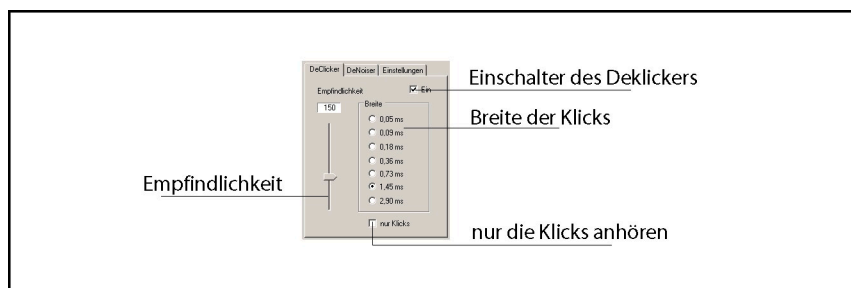 DeClicker DeNoiser Einstellungen
Empfindlichkeit Ein
150
Breite
0,05 ms
0,09 ms
0,18 ms
0,36 ms
0,73 ms
1,45 ms
2,90 ms
nur Klicks
Einschalter des Deklickers
Breite der Klicks
Empfindlichkeit
nur die Klicks anhören